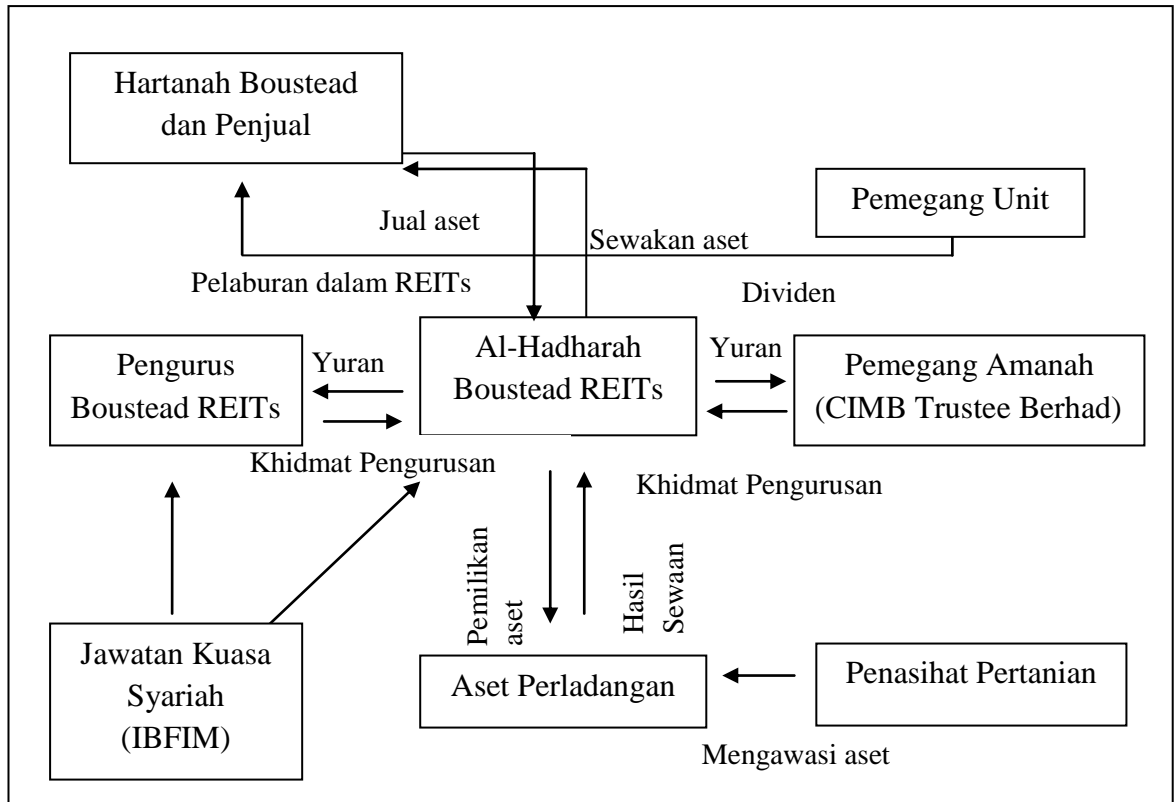 Hartanah Boustead
dan Penjual
Pemegang Unit
Jual aset
Sewakan aset
Pelaburan dalam REITs
Dividen
Pengurus
Boustead REITs
Yuran
Al-Hadharah
Boustead REITs
Yuran
Pemegang Amanah
(CIMB Trustee Berhad)
Khidmat Pengurusan
Khidmat Pengurusan
Pemilikan
aset
Hasil
Sewaan
Jawatan Kuasa
Syariah
(IBFIM)
Aset Perladangan
Penasihat Pertanian
Mengawasi aset